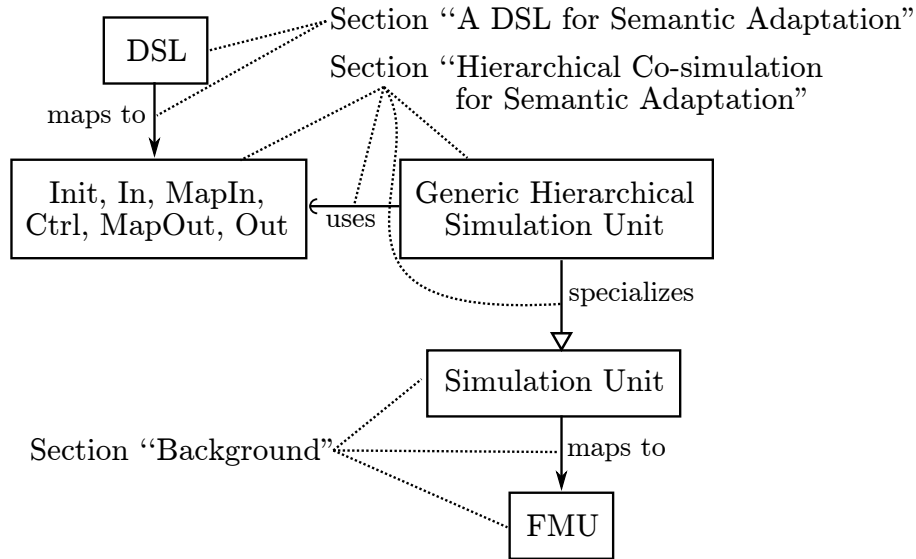 Section ‘‘A DSL for Semantic Adaptation”
DSL
Section ‘‘Hierarchical Co-simulation
for Semantic Adaptation”
maps to
Init, In, MapIn,
Ctrl, MapOut, Out
uses
Generic Hierarchical
Simulation Unit
specializes
Simulation Unit
Section ‘‘Background”
maps to
FMU